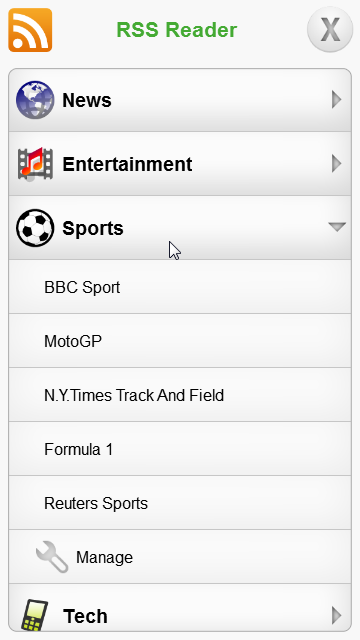 RSS Reader
X
News
Entertainment
Sports
BBC Sport
MotoGP
N.Y.Times Track And Field
Formula 1
Reuters Sports
Manage
Tech